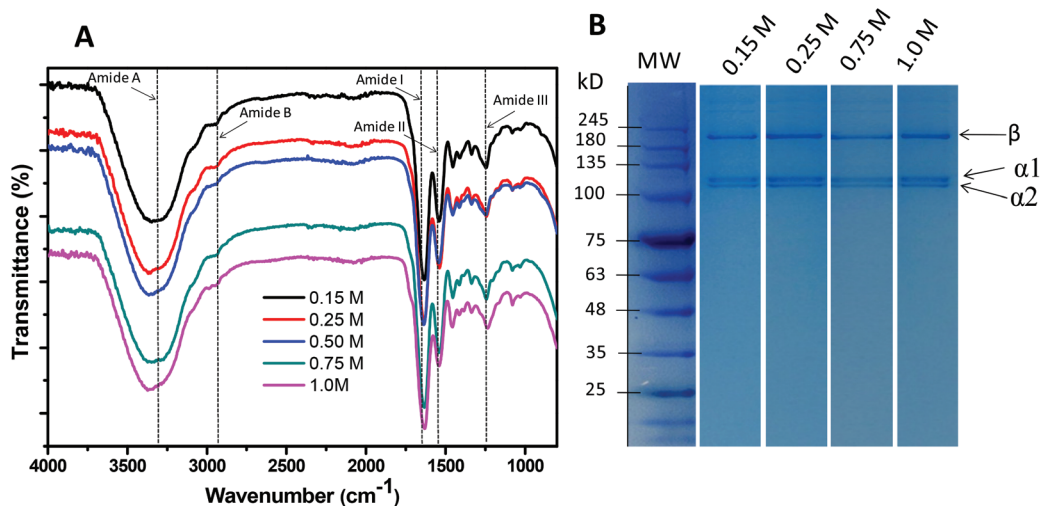 A
Amide A
Amide B
Amide I
Amide II
Amide III
Transmittance (%)
0.15 M
0.25 M
0.50 M
0.75 M
1.0M
4000 3500 3000 2500 2000 1500 1000
Wavenumber (cm-1)
B
0.15 M
0.25 M
0.75 M
1.0 M
MW
kD
245
180
135
100
75
63
48
35
25
β
α1
α2